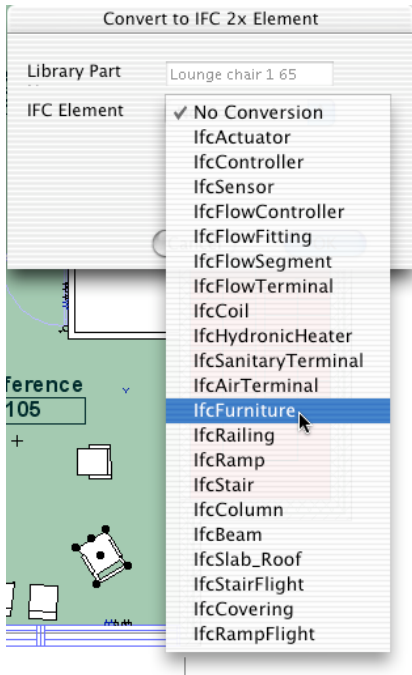 Convert to IFC 2x Element
Library Part
Lounge chair 1 65
IFC Element
✓ No Conversion
IfcActuator
IfcController
IfcSensor
IfcFlowController
IfcFlowFitting
IfcFlowSegment
IfcFlowTerminal
IfcCoil
IfcHydronicHeater
IfcSanitaryTerminal
IfcAirTerminal
IfcFurniture
IfcRailing
IfcRamp
IfcStair
IfcColumn
IfcBeam
IfcSlab_Roof
IfcStairFlight
IfcCovering
IfcRampFlight
ference
105